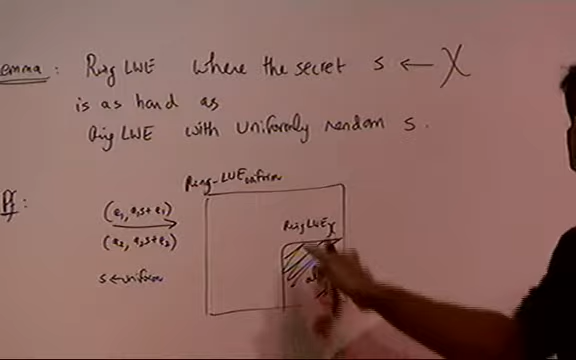 Lemma : Ring LWE where the secret s ← χ
is as hard as
Ring LWE with uniformly random s.
Pf :
Ring-LWE uniform
(a₁, a₁s+e₁)
(a₂, a₂s+e₂)
s ← uniform
Ring LWE χ